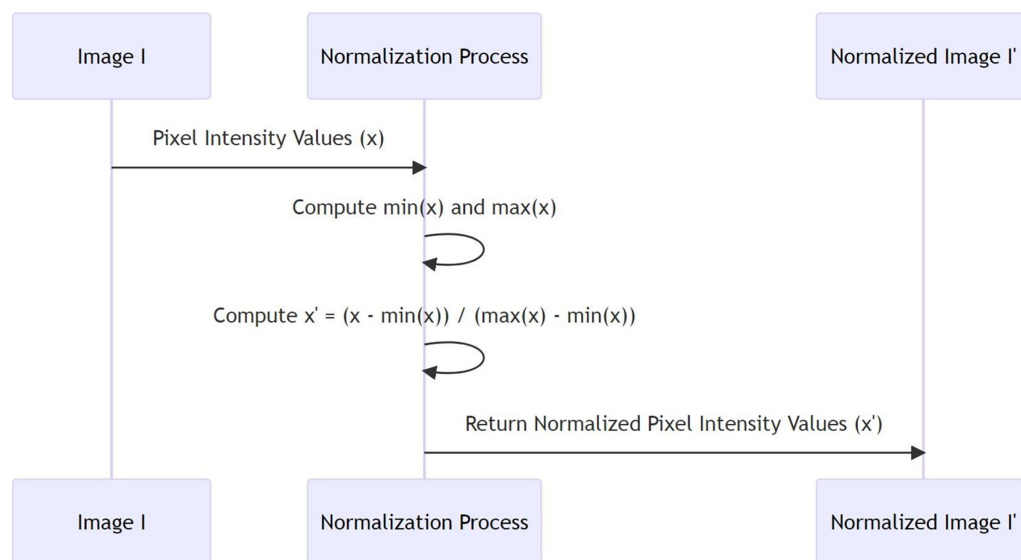 Image I
Normalization Process
Normalized Image I'
Pixel Intensity Values (x)
Compute min(x) and max(x)
Compute x' = (x - min(x)) / (max(x) - min(x))
Return Normalized Pixel Intensity Values (x')
Image I
Normalization Process
Normalized Image I'